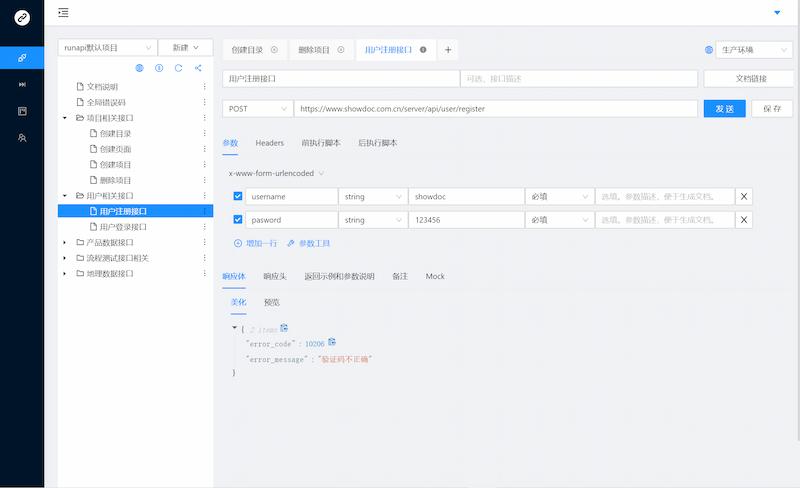 runapi默认项目 新建
创建目录 删除项目 用户注册接口 + 生产环境
用户注册接口 可选，接口描述 文档链接
POST https://www.showdoc.com.cn/server/api/user/register 发 送 保 存
文档说明
全局错误码
项目相关接口
创建目录
创建页面
创建项目
删除项目
用户相关接口
用户注册接口
用户登录接口
产品数据接口
流程测试接口相关
地理数据接口
参数 Headers 前执行脚本 后执行脚本
x-www-form-urlencoded
username string showdoc 必填 选填。参数描述，便于生成文档。 X
pasword string 123456 必填 选填。参数描述，便于生成文档。 X
增加一行 参数工具
响应体 响应头 返回示例和参数说明 备注 Mock
美化 预览
{ 2 items
"error_code" : 10206
"error_message" : "验证码不正确"
}